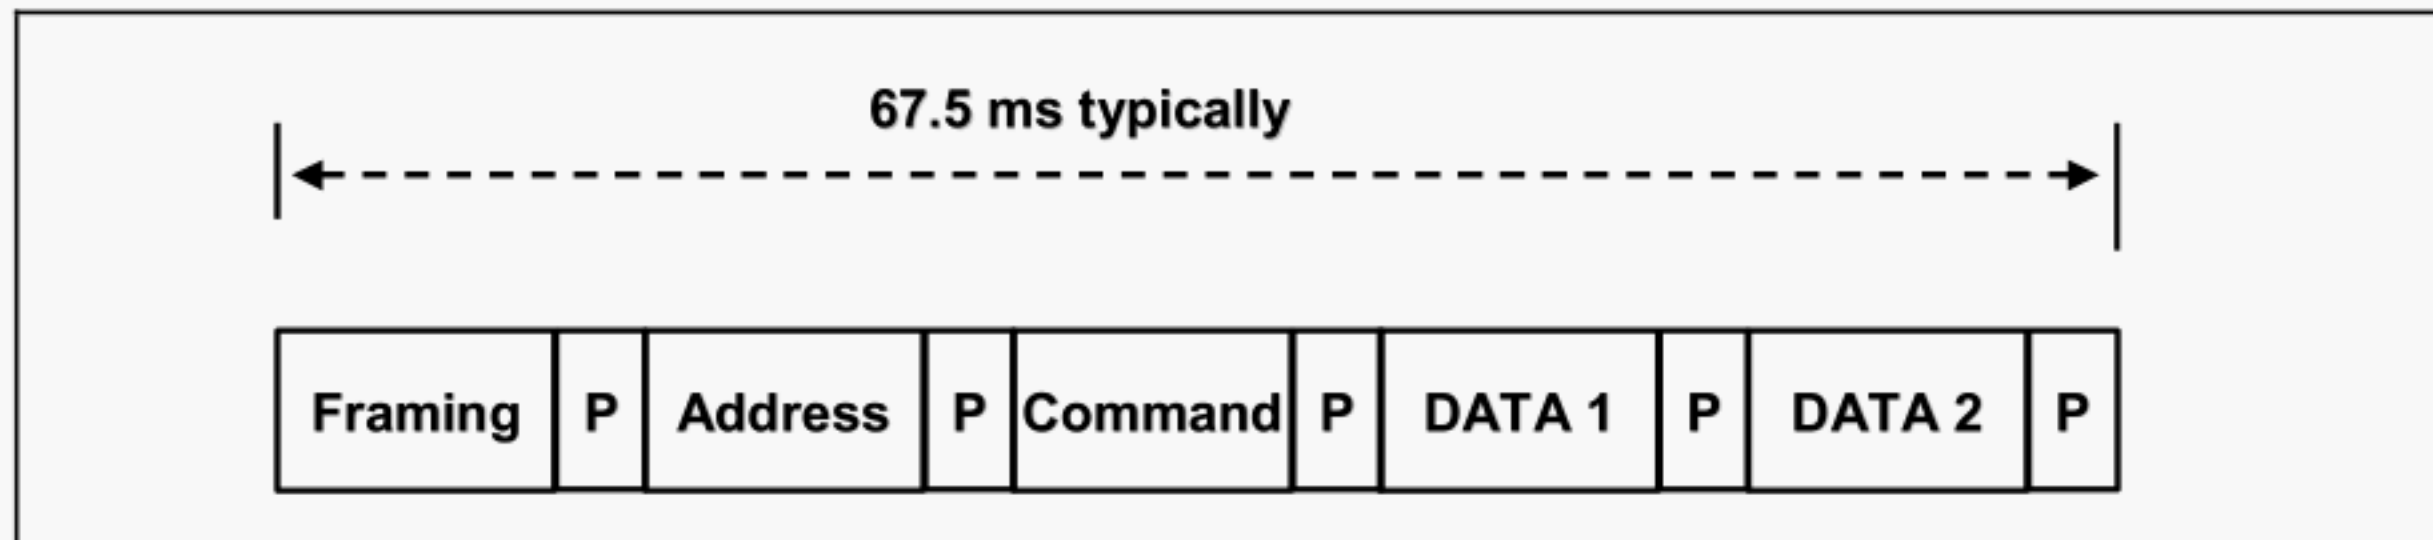 67.5 ms typically
Framing P Address P Command P DATA 1 P DATA 2 P